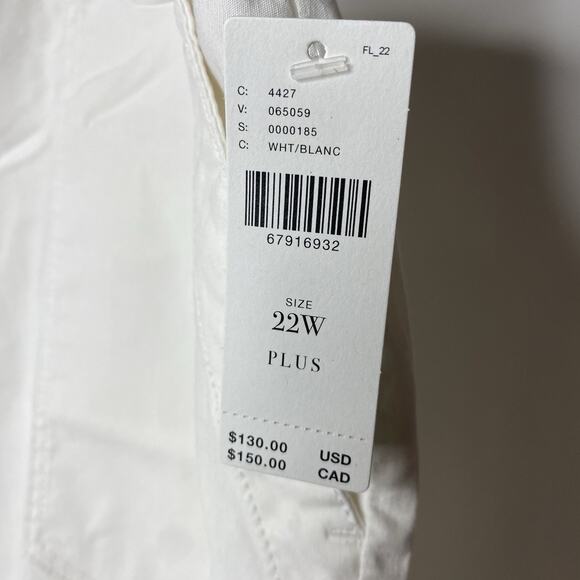 FL_22
C: 4427
V: 065059
S: 0000185
C: WHT/BLANC
67916932
SIZE
22W
PLUS
$130.00 USD
$150.00 CAD